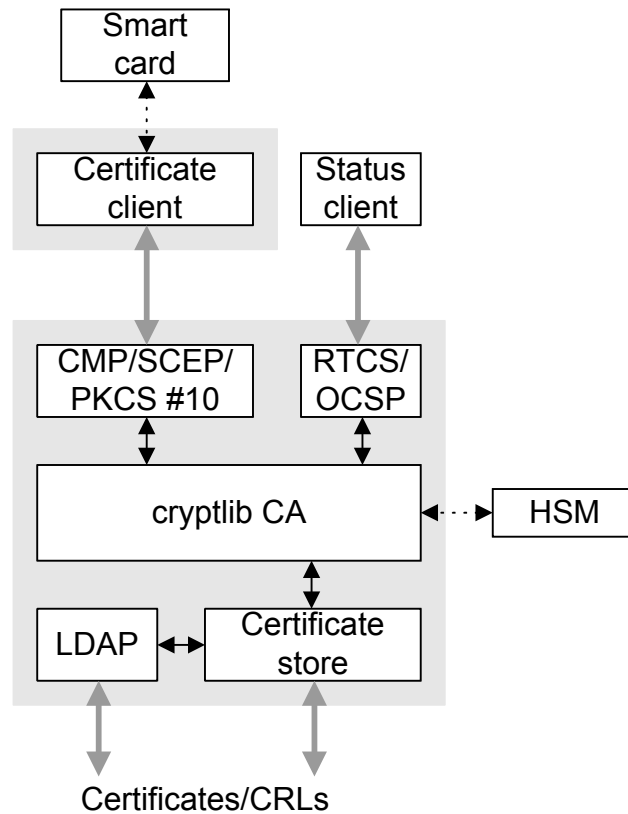 Smart
card
Certificate
client
Status
client
CMP/SCEP/
PKCS #10
RTCS/
OCSP
cryptlib CA
HSM
LDAP
Certificate
store
Certificates/CRLs